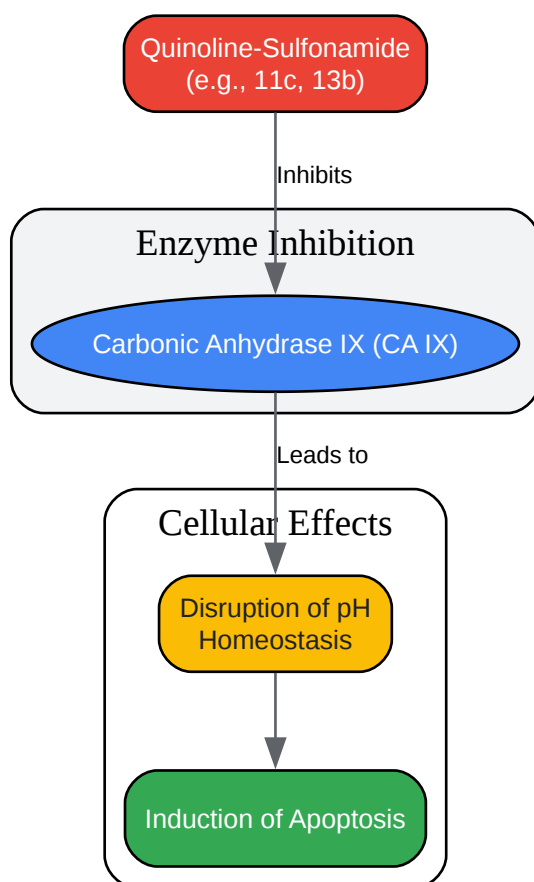 Quinoline-Sulfonamide
(e.g., 11c, 13b)
Inhibits
Enzyme Inhibition
Carbonic Anhydrase IX (CA IX)
Leads to
Cellular Effects
Disruption of pH
Homeostasis
Induction of Apoptosis